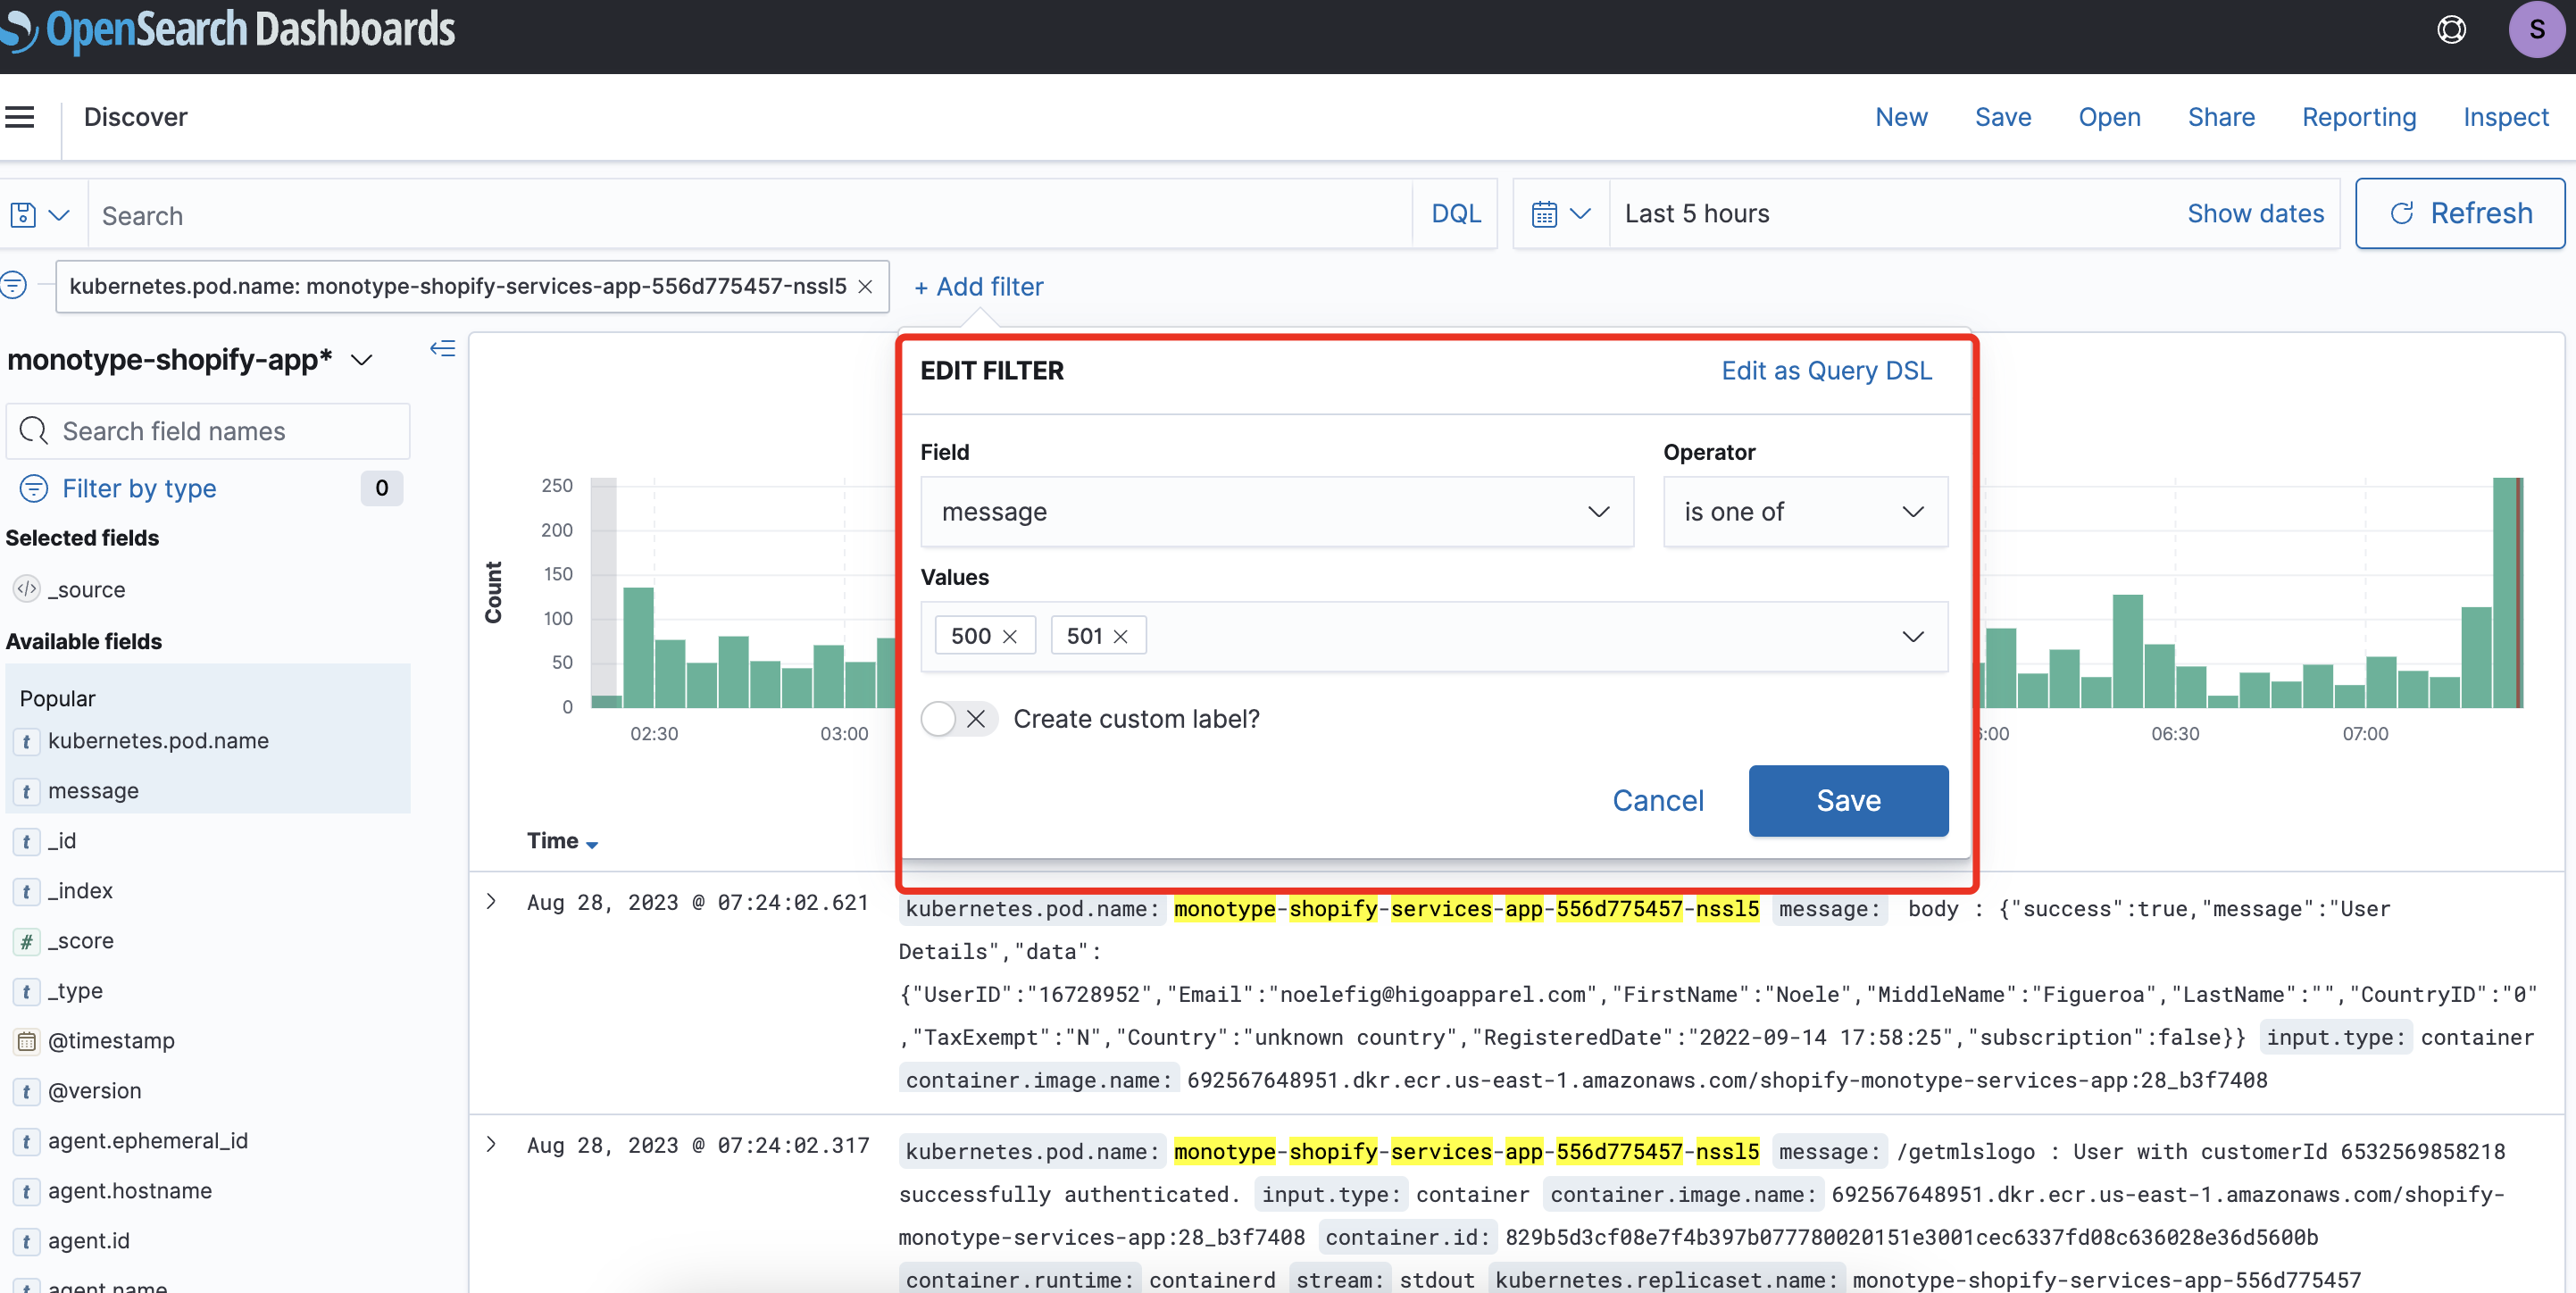 OpenSearch Dashboards
S
Discover
New Save Open Share Reporting Inspect
Search DQL Last 5 hours Show dates Refresh
kubernetes.pod.name: monotype-shopify-services-app-556d775457-nssl5 × + Add filter
monotype-shopify-app*
Search field names
Filter by type 0
Selected fields
_source
Available fields
Popular
t kubernetes.pod.name
t message
t _id
t _index
# _score
t _type
@timestamp
t @version
t agent.ephemeral_id
t agent.hostname
t agent.id
t agent.name
EDIT FILTER Edit as Query DSL
Field Operator
message is one of
Values
500 × 501 ×
Create custom label?
Cancel Save
Count
250
200
150
100
50
0
02:30 03:00 :00 06:30 07:00
Time
Aug 28, 2023 @ 07:24:02.621 kubernetes.pod.name: monotype-shopify-services-app-556d775457-nssl5 message: body : {"success":true,"message":"User
Details","data":
{"UserID":"16728952","Email":"noelefig@higoapparel.com","FirstName":"Noele","MiddleName":"Figueroa","LastName":"","CountryID":"0"
,"TaxExempt":"N","Country":"unknown country","RegisteredDate":"2022-09-14 17:58:25","subscription":false}} input.type: container
container.image.name: 692567648951.dkr.ecr.us-east-1.amazonaws.com/shopify-monotype-services-app:28_b3f7408
Aug 28, 2023 @ 07:24:02.317 kubernetes.pod.name: monotype-shopify-services-app-556d775457-nssl5 message: /getmlslogo : User with customerId 6532569858218
successfully authenticated. input.type: container container.image.name: 692567648951.dkr.ecr.us-east-1.amazonaws.com/shopify-
monotype-services-app:28_b3f7408 container.id: 829b5d3cf08e7f4b397b077780020151e3001cec6337fd08c636028e36d5600b
container.runtime: containerd stream: stdout kubernetes.replicaset.name: monotype-shopify-services-app-556d775457